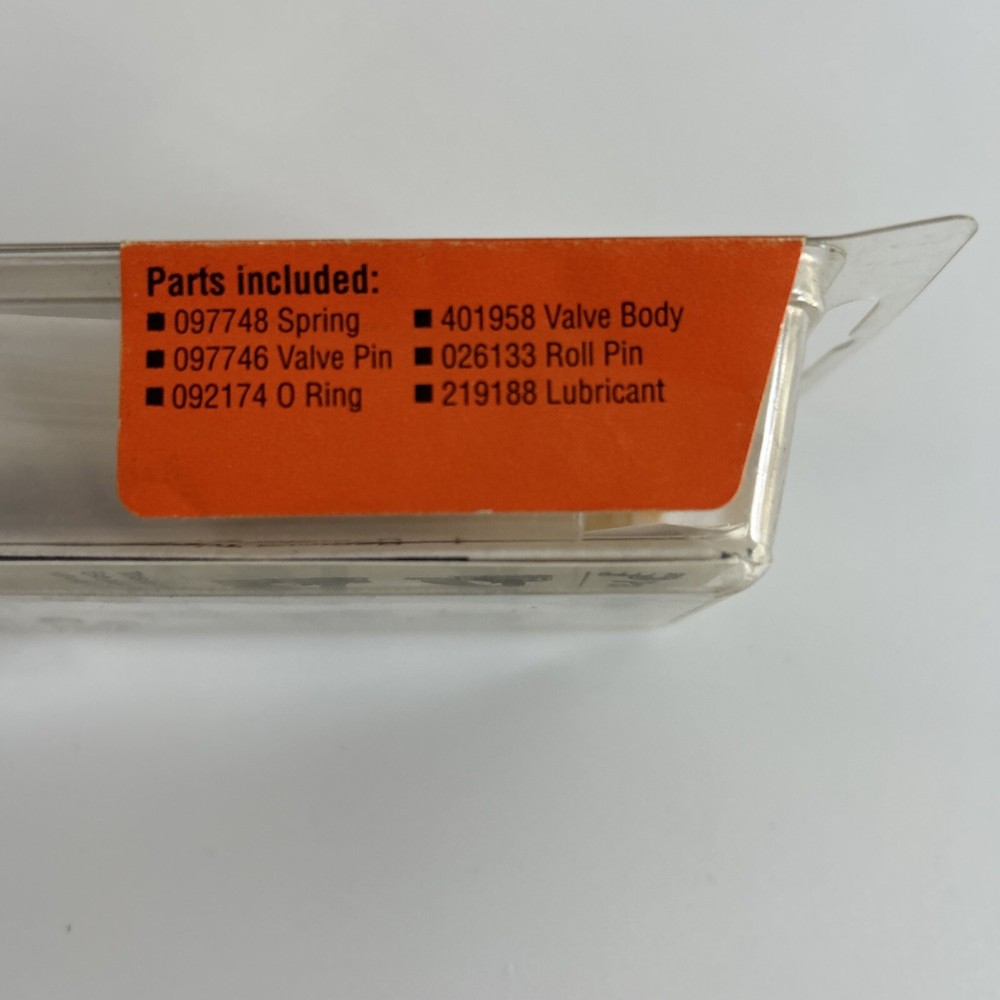 Parts included:
■ 097748 Spring
■ 097746 Valve Pin
■ 092174 O Ring
■ 401958 Valve Body
■ 026133 Roll Pin
■ 219188 Lubricant